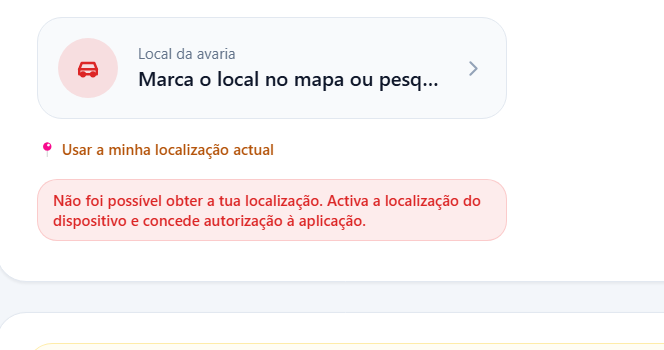 Local da avaria
Marca o local no mapa ou pesq...
Usar a minha localização actual
Não foi possível obter a tua localização. Activa a localização do
dispositivo e concede autorização à aplicação.